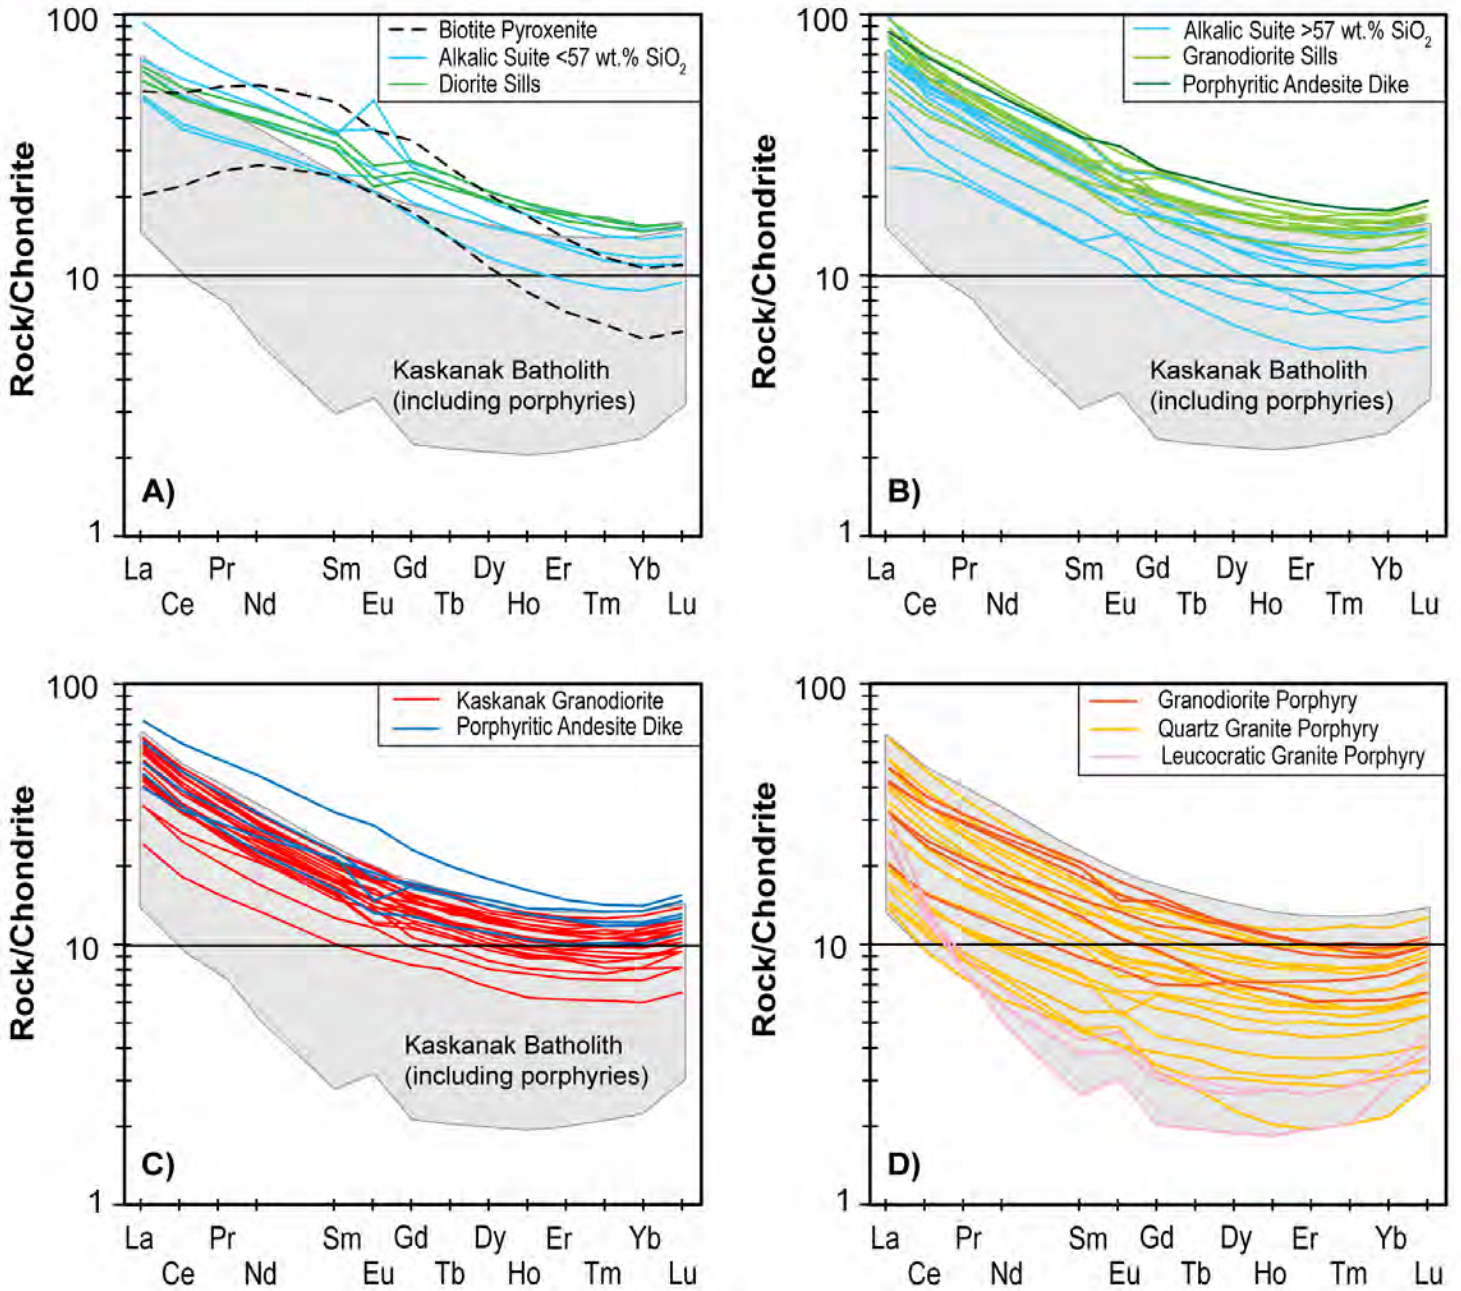 100
Rock/Chondrite
10
1
Biotite Pyroxenite
Alkalic Suite <57 wt.% SiO₂
Diorite Sills
Kaskanak Batholith
(including porphyries)
A)
La Pr Sm Gd Dy Er Yb
Ce Nd Eu Tb Ho Tm Lu
100
Rock/Chondrite
10
1
Alkalic Suite >57 wt.% SiO₂
Granodiorite Sills
Porphyritic Andesite Dike
Kaskanak Batholith
(including porphyries)
B)
La Pr Sm Gd Dy Er Yb
Ce Nd Eu Tb Ho Tm Lu
100
Rock/Chondrite
10
1
Kaskanak Granodiorite
Porphyritic Andesite Dike
Kaskanak Batholith
(including porphyries)
C)
La Pr Sm Gd Dy Er Yb
Ce Nd Eu Tb Ho Tm Lu
100
Rock/Chondrite
10
1
Granodiorite Porphyry
Quartz Granite Porphyry
Leucocratic Granite Porphyry
D)
La Pr Sm Gd Dy Er Yb
Ce Nd Eu Tb Ho Tm Lu